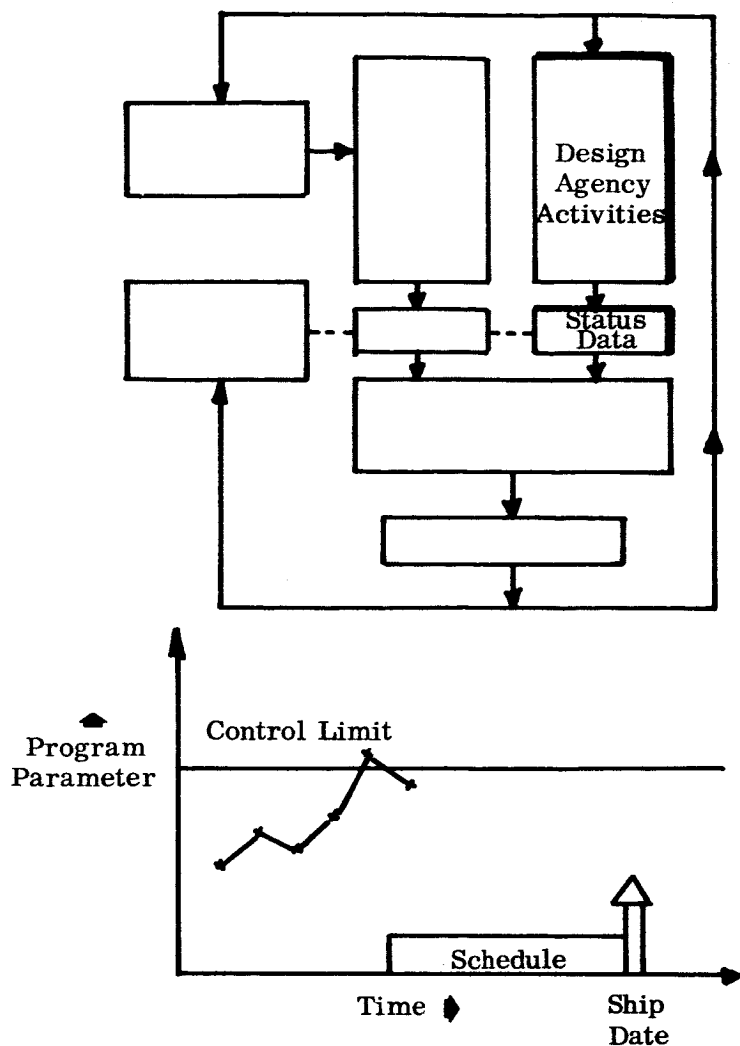 Design
Agency
Activities
Status
Data
Control Limit
Program
Parameter
Schedule
Time
Ship
Date